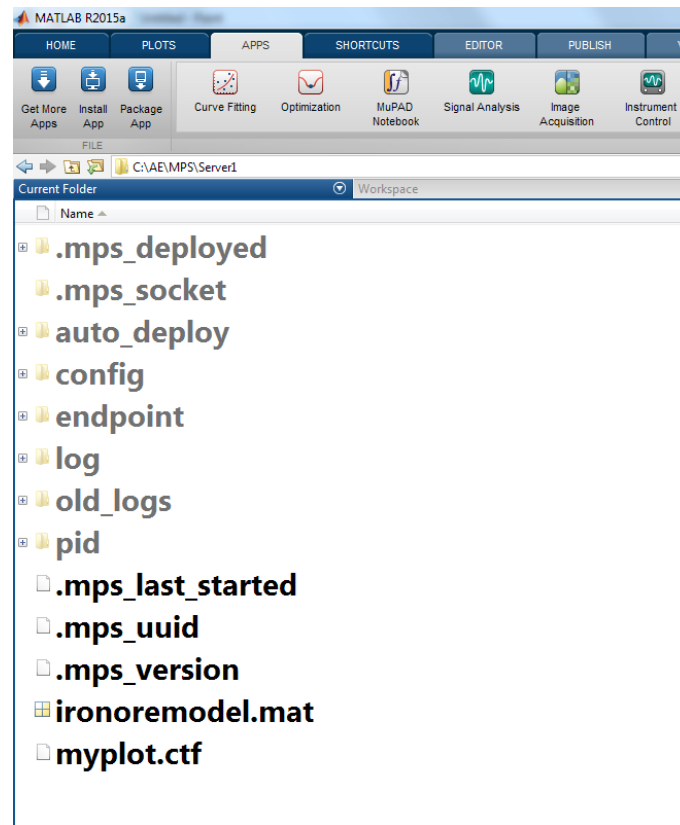 MATLAB R2015a
HOME PLOTS APPS SHORTCUTS EDITOR PUBLISH
Get More Apps Install App Package App Curve Fitting Optimization MuPAD Notebook Signal Analysis Image Acquisition Instrument Control
FILE
C:\AE\MPS\Server1
Current Folder Workspace
Name
.mps_deployed
.mps_socket
auto_deploy
config
endpoint
log
old_logs
pid
.mps_last_started
.mps_uuid
.mps_version
ironoremodel.mat
myplot.ctf